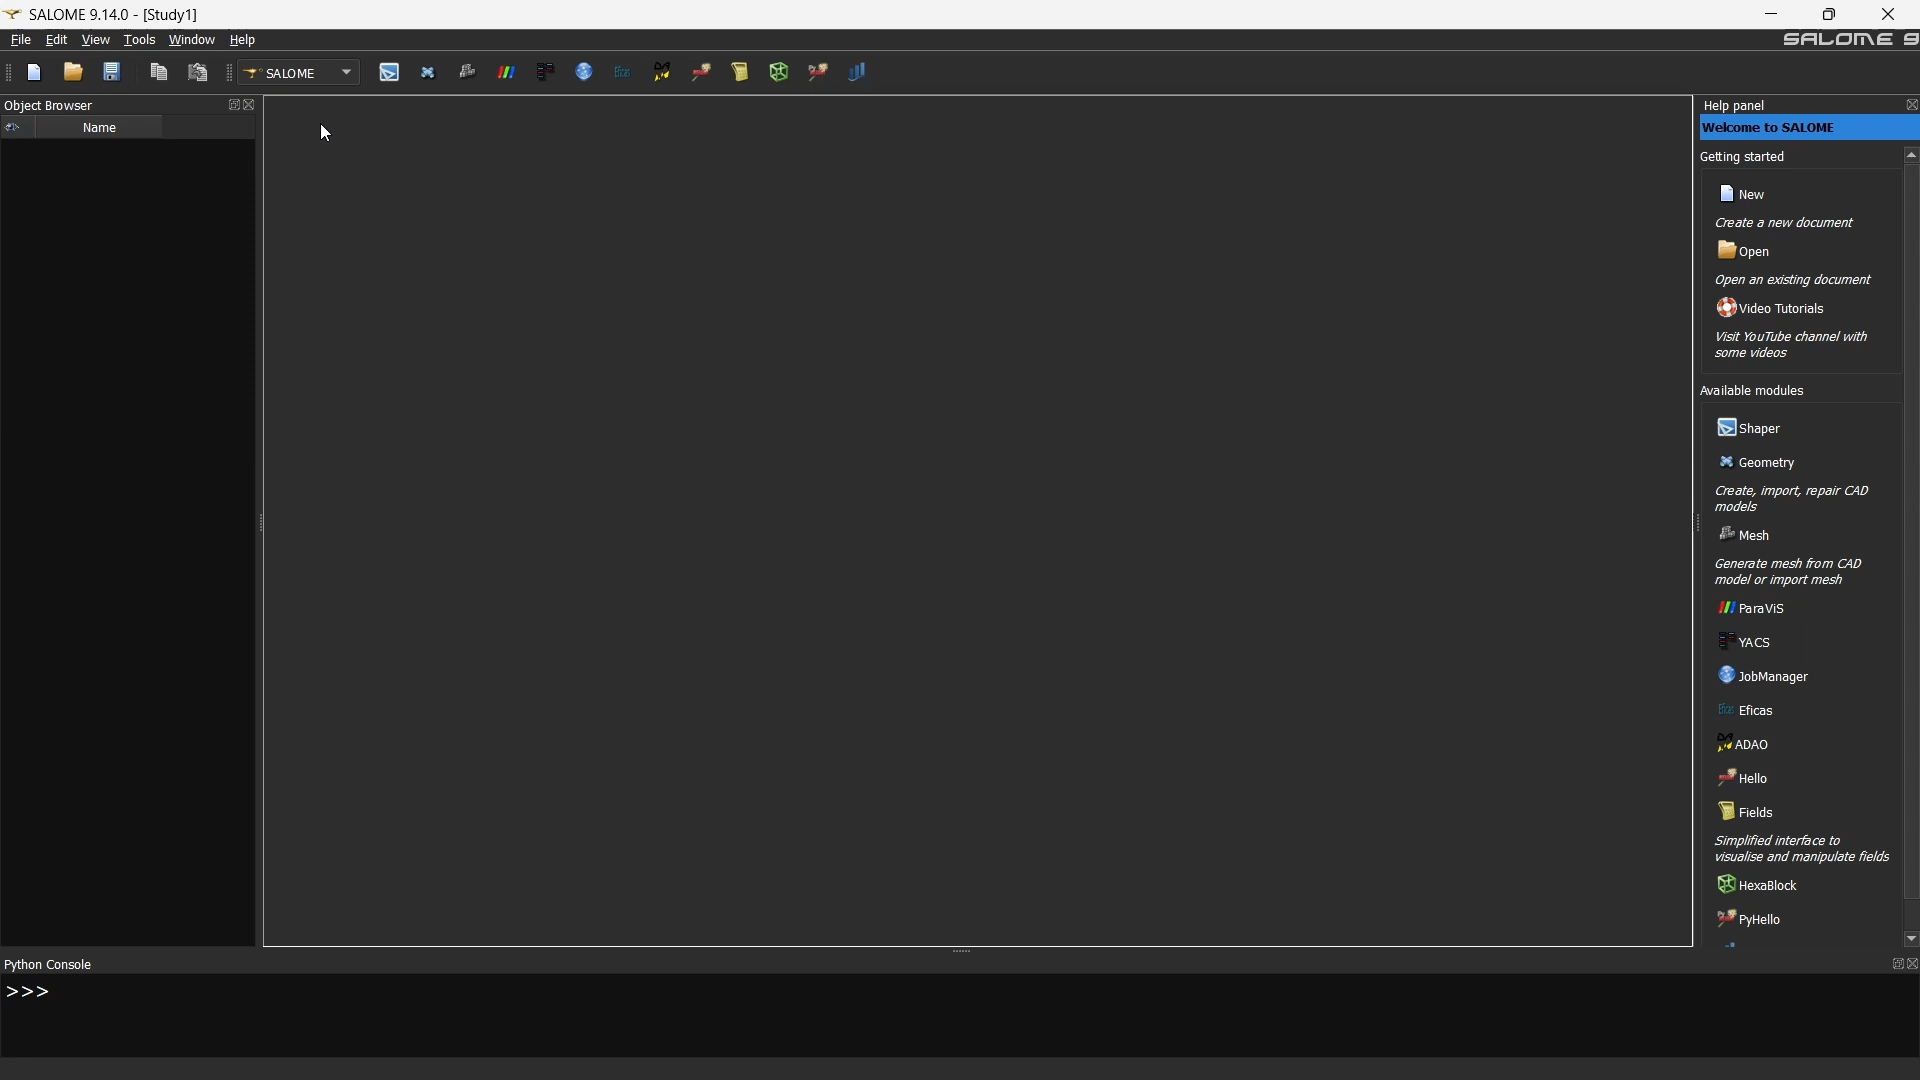 SALOME 9.14.0 - [Study1]
File Edit View Tools Window Help
SALOME 9
SALOME
Eficas
Object Browser
Name
Help panel
Welcome to SALOME
Getting started
New
Create a new document
Open
Open an existing document
Video Tutorials
Visit YouTube channel with
some videos
Available modules
Shaper
Geometry
Create, import, repair CAD
models
Mesh
Generate mesh from CAD
model or import mesh
ParaViS
YACS
JobManager
Eficas Eficas
ADAO
Hello
Fields
Simplified interface to
visualise and manipulate fields
HexaBlock
PyHello
Python Console
>>>